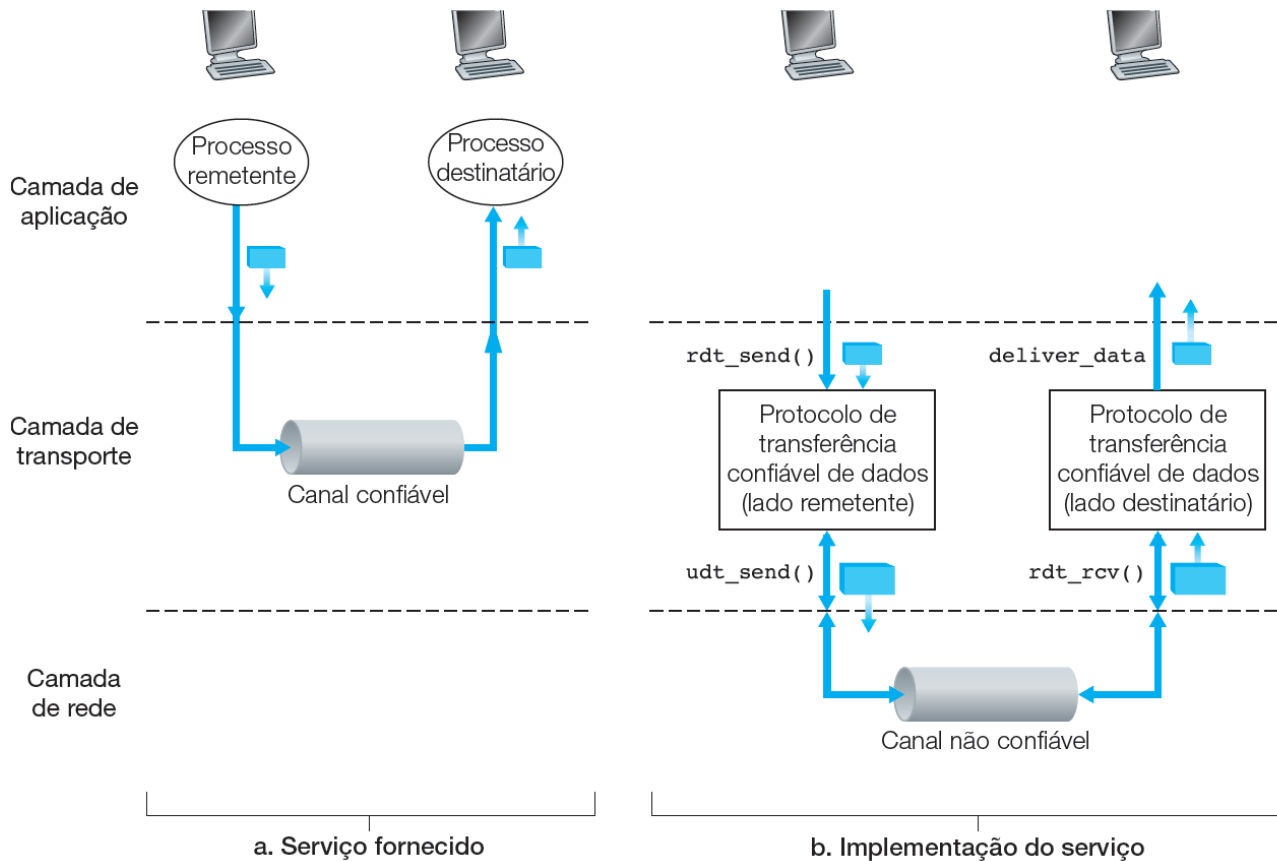 Processo
remetente
Processo
destinatário
Camada de
aplicação
rdt_send()
deliver_data
Camada de
transporte
Canal confiável
Protocolo de
transferência
confiável de dados
(lado remetente)
Protocolo de
transferência
confiável de dados
(lado destinatário)
udt_send()
rdt_rcv()
Camada
de rede
Canal não confiável
a. Serviço fornecido
b. Implementação do serviço